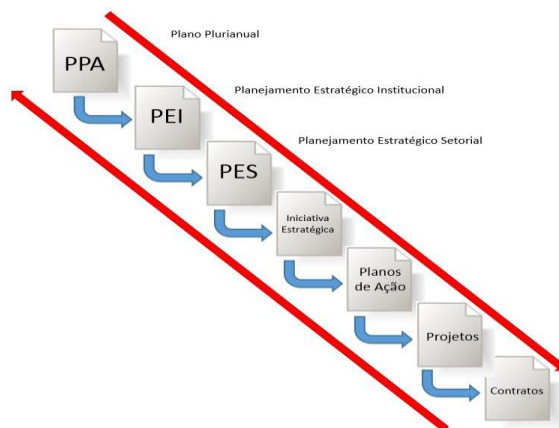 Plano Plurianual
PPA
Planejamento Estratégico Institucional
PEI
Planejamento Estratégico Setorial
PES
Iniciativa
Estratégica
Planos
de Ação
Projetos
Contratos